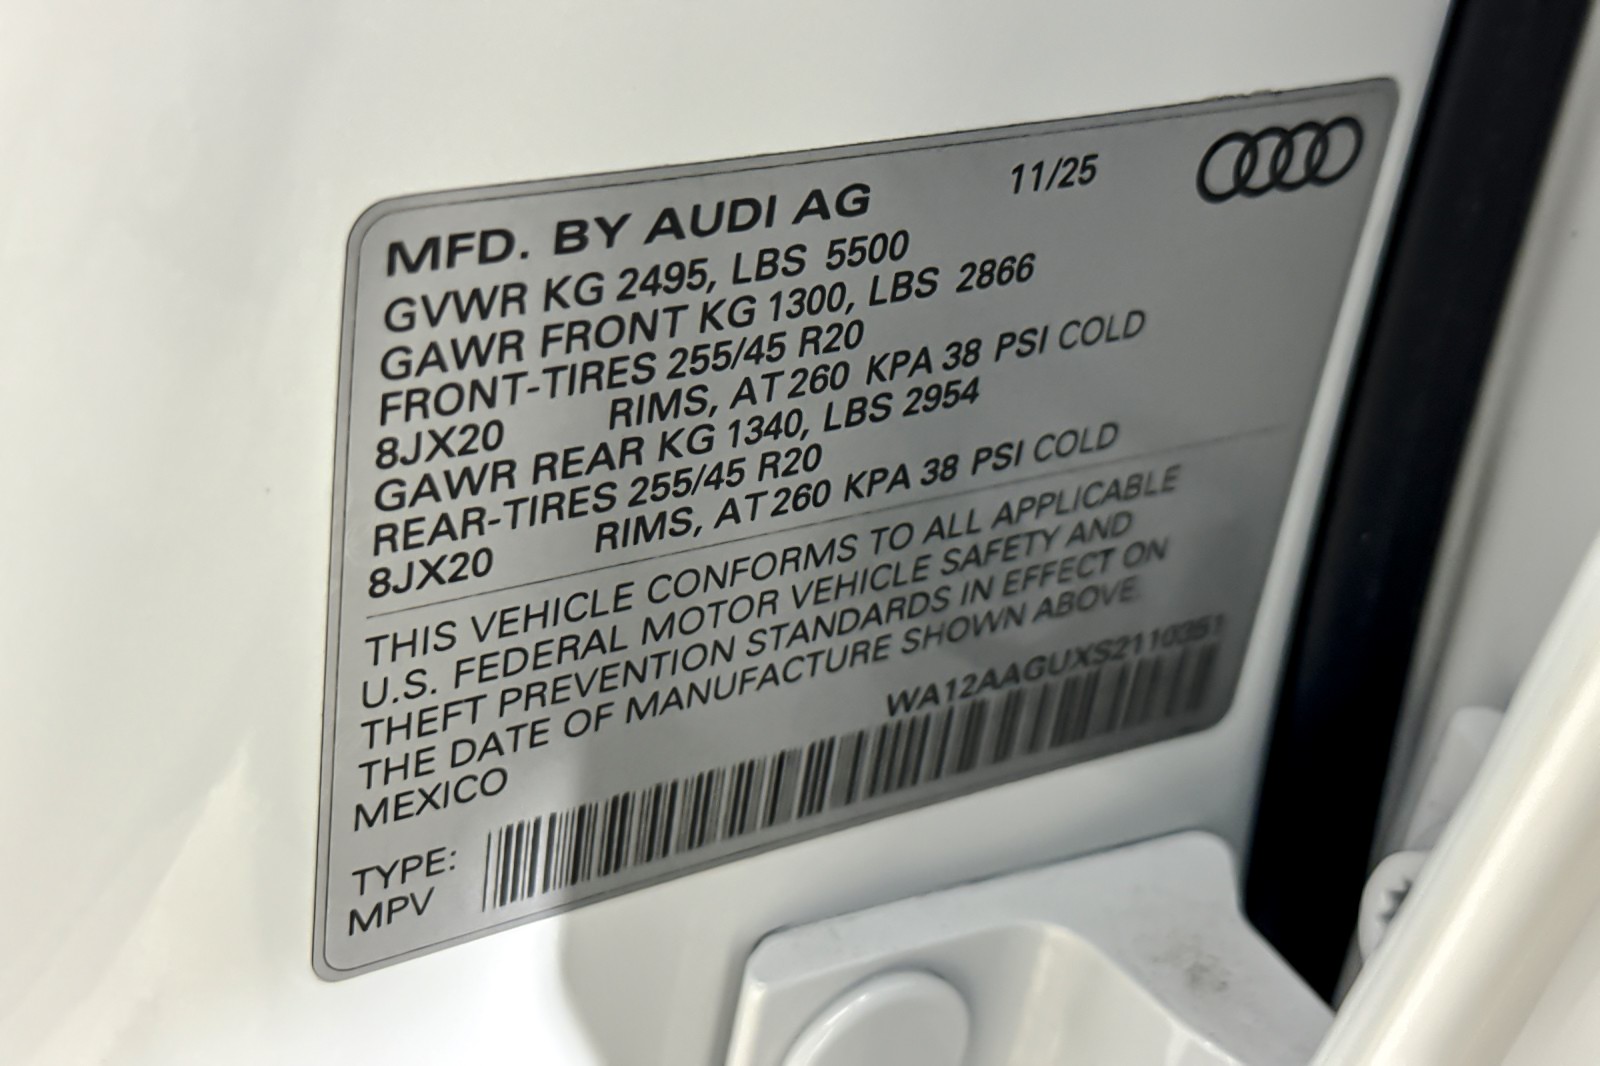 MFD. BY AUDI AG 11/25
GVWR KG 2495, LBS 5500
GAWR FRONT KG 1300, LBS 2866
FRONT-TIRES 255/45 R20
8JX20 RIMS, AT 260 KPA 38 PSI COLD
GAWR REAR KG 1340, LBS 2954
REAR-TIRES 255/45 R20
8JX20 RIMS, AT 260 KPA 38 PSI COLD
THIS VEHICLE CONFORMS TO ALL APPLICABLE
U.S. FEDERAL MOTOR VEHICLE SAFETY AND
THEFT PREVENTION STANDARDS IN EFFECT ON
THE DATE OF MANUFACTURE SHOWN ABOVE.
MEXICO
WA12AAGUXS2110351
TYPE:
MPV